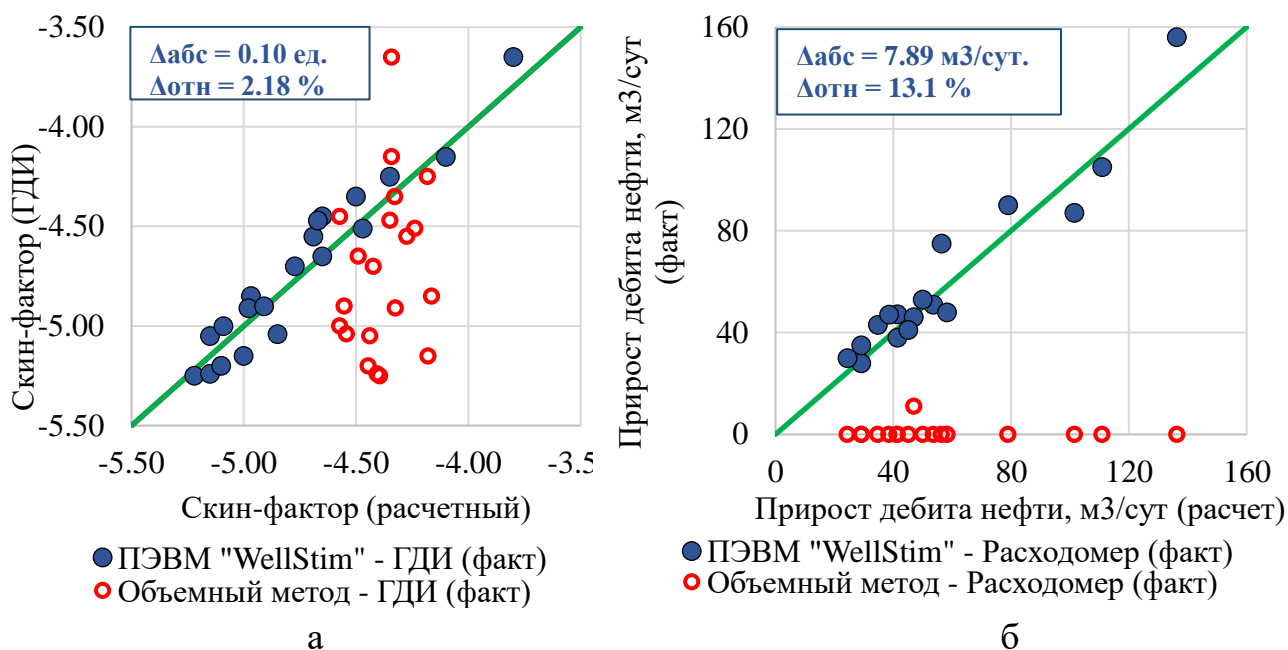 -3.50
-4.00
-4.50
-5.00
-5.50
Скин-фактор (ГДИ)
Δабс = 0.10 ед.
Δотн = 2.18 %
-5.50 -5.00 -4.50 -4.00 -3.5
Скин-фактор (расчетный)
ПЭВМ "WellStim" - ГДИ (факт)
Объемный метод - ГДИ (факт)
а
160
120
80
40
0
Прирост дебита нефти, м3/сут
(факт)
Δабс = 7.89 м3/сут.
Δотн = 13.1 %
0 40 80 120 160
Прирост дебита нефти, м3/сут (расчет)
ПЭВМ "WellStim" - Расходомер (факт)
Объемный метод - Расходомер (факт)
б